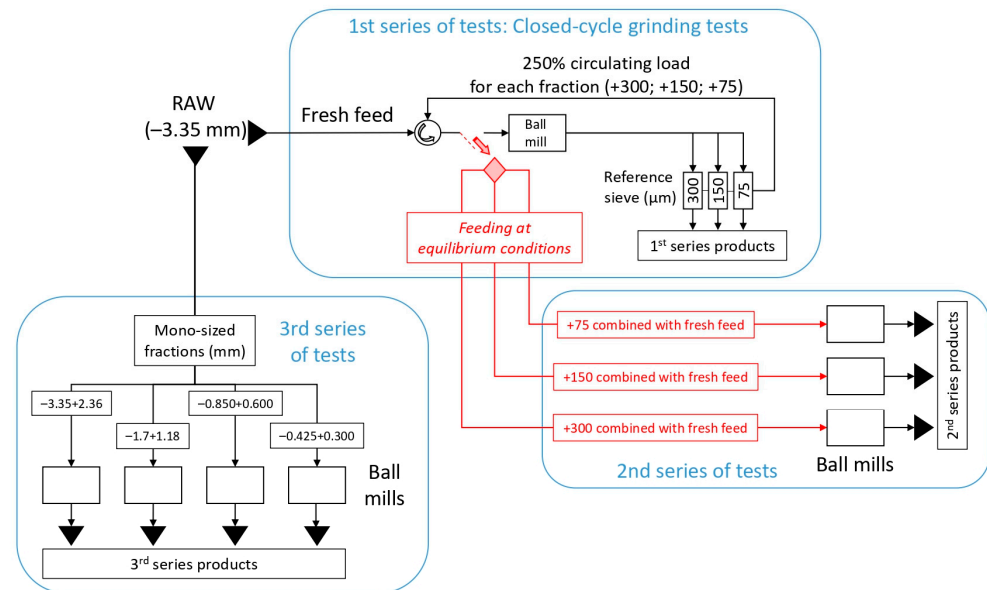 1st series of tests: Closed-cycle grinding tests
250% circulating load
for each fraction (+300; +150; +75)
RAW
(–3.35 mm)
Fresh feed
Ball
mill
Reference
sieve (μm)
300
150
75
1st series products
Feeding at
equilibrium conditions
3rd series
of tests
Mono-sized
fractions (mm)
–3.35+2.36
–0.850+0.600
–1.7+1.18
–0.425+0.300
Ball
mills
3rd series products
+75 combined with fresh feed
+150 combined with fresh feed
+300 combined with fresh feed
2nd series products
Ball mills
2nd series of tests